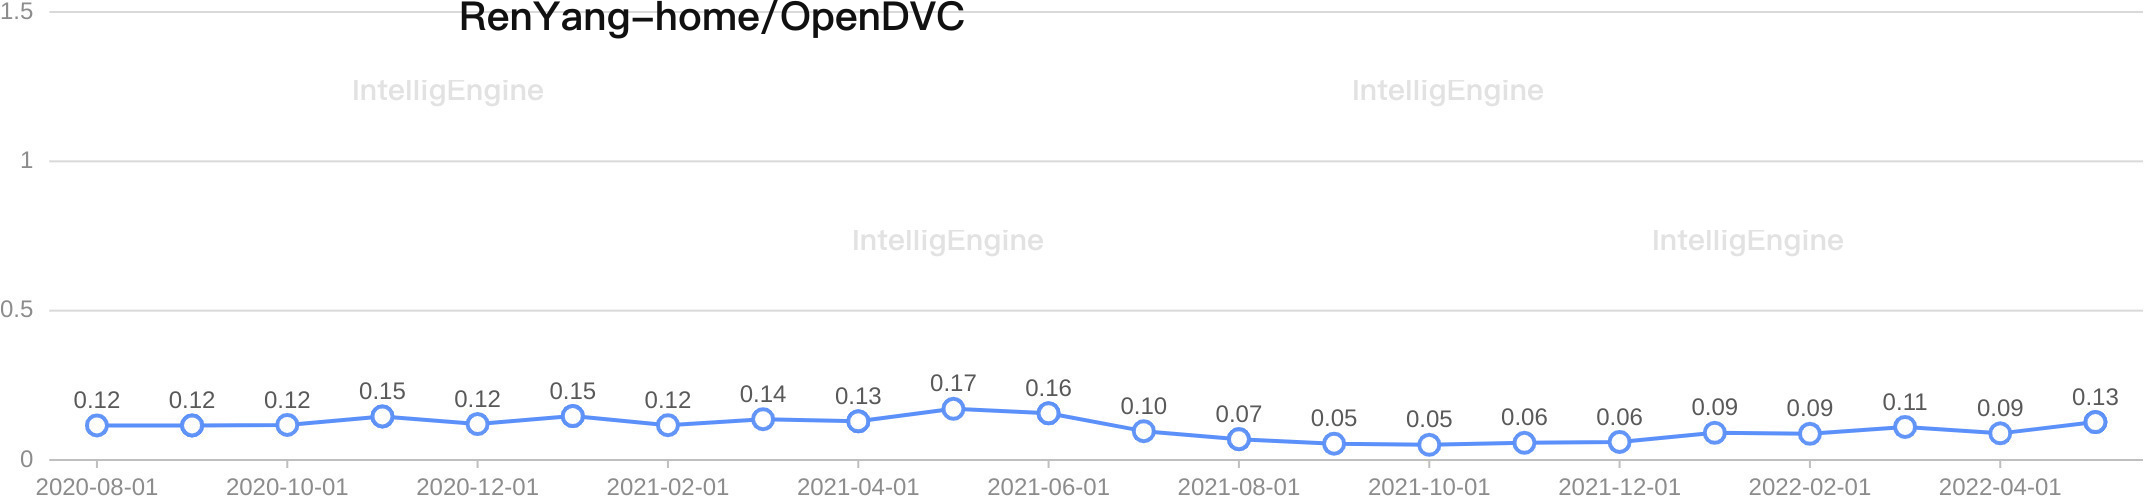 RenYang-home/OpenDVC
1.5
IntelligEngine IntelligEngine
1
IntelligEngine IntelligEngine
0.5
0.12 0.12 0.12 0.15 0.12 0.15 0.12 0.14 0.13 0.17 0.16 0.10 0.07 0.05 0.05 0.06 0.06 0.09 0.09 0.11 0.09 0.13
0
2020-08-01 2020-10-01 2020-12-01 2021-02-01 2021-04-01 2021-06-01 2021-08-01 2021-10-01 2021-12-01 2022-02-01 2022-04-01